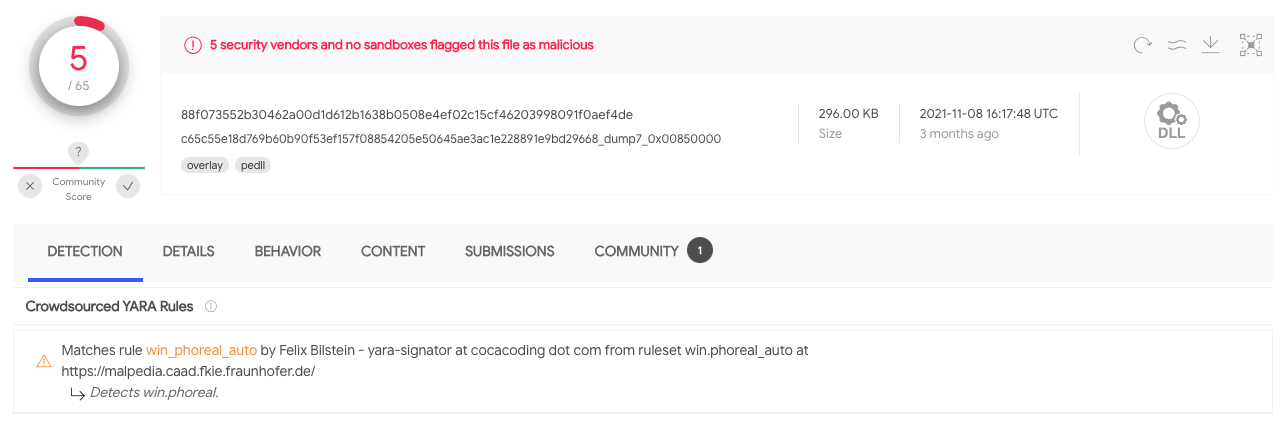 5
/ 65
?
Community
Score
5 security vendors and no sandboxes flagged this file as malicious
88f073552b30462a00d1d612b1638b0508e4ef02c15cf46203998091f0aef4de
c65c55e18d769b60b90f53ef157f08854205e50645ae3ac1e228891e9bd29668_dump7_0x00850000
overlay pedll
296.00 KB
Size
2021-11-08 16:17:48 UTC
3 months ago
DLL
DETECTION DETAILS BEHAVIOR CONTENT SUBMISSIONS COMMUNITY 1
Crowdsourced YARA Rules
Matches rule win_phoreal_auto by Felix Bilstein - yara-signator at cocacoding dot com from ruleset win.phoreal_auto at
https://malpedia.caad.fkie.fraunhofer.de/
Detects win.phoreal.